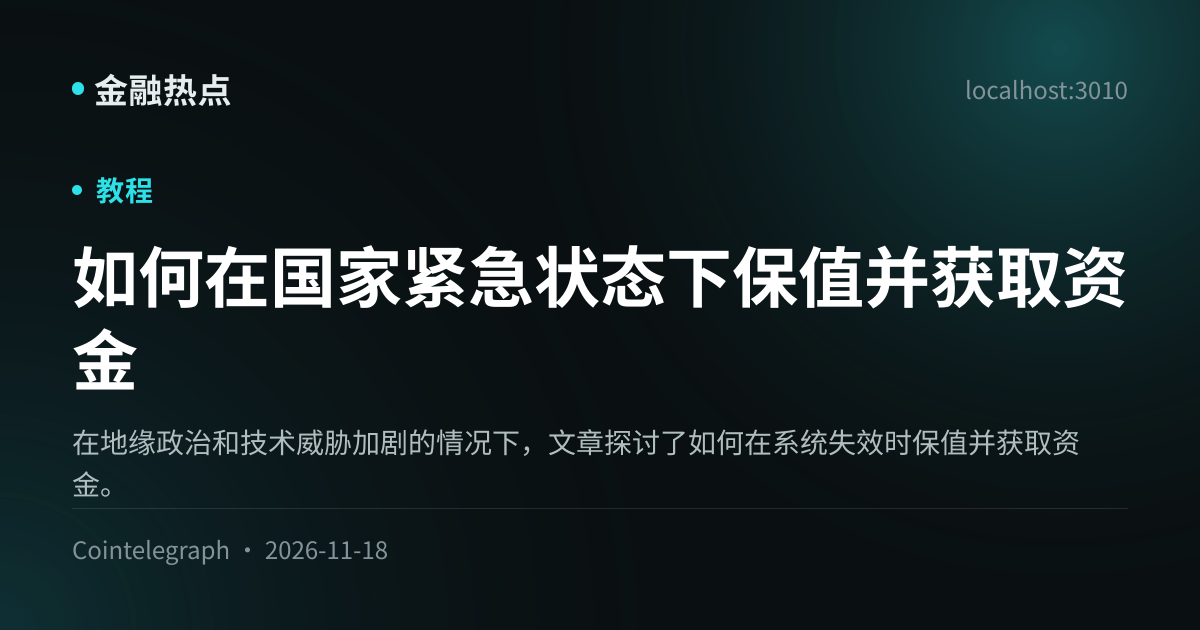 金融热点
localhost:3010
教程
如何在国家紧急状态下保值并获取资
金
在地缘政治和技术威胁加剧的情况下，文章探讨了如何在系统失效时保值并获取资
金。
Cointelegraph · 2026-11-18